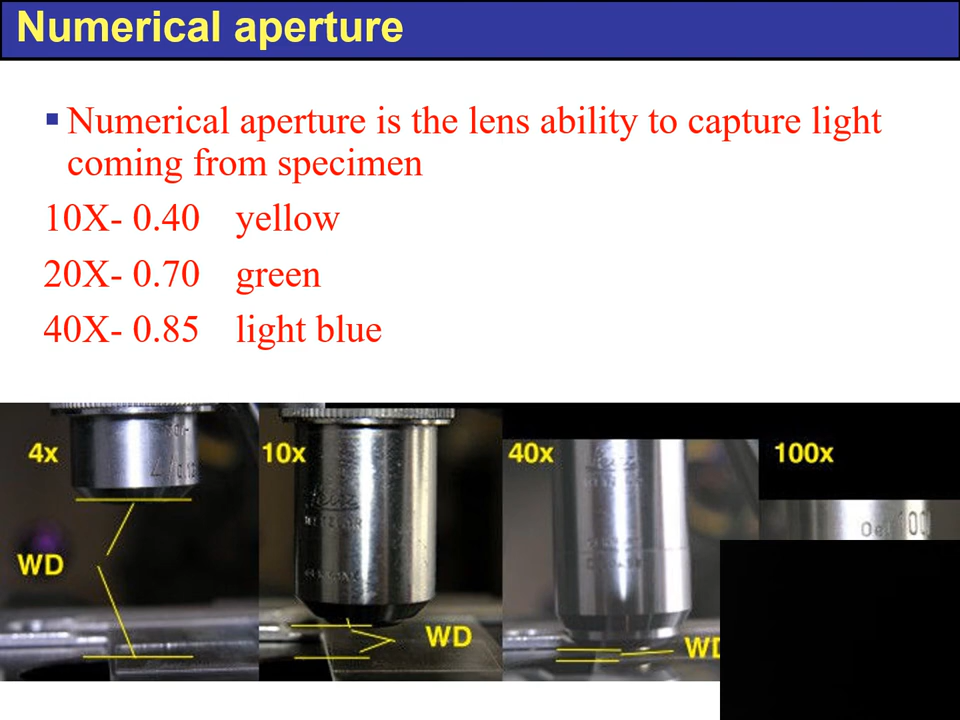 Numerical aperture
Numerical aperture is the lens ability to capture light
coming from specimen
10X- 0.40 yellow
20X- 0.70 green
40X- 0.85 light blue
4x
10x
40x
100x
WD
WD